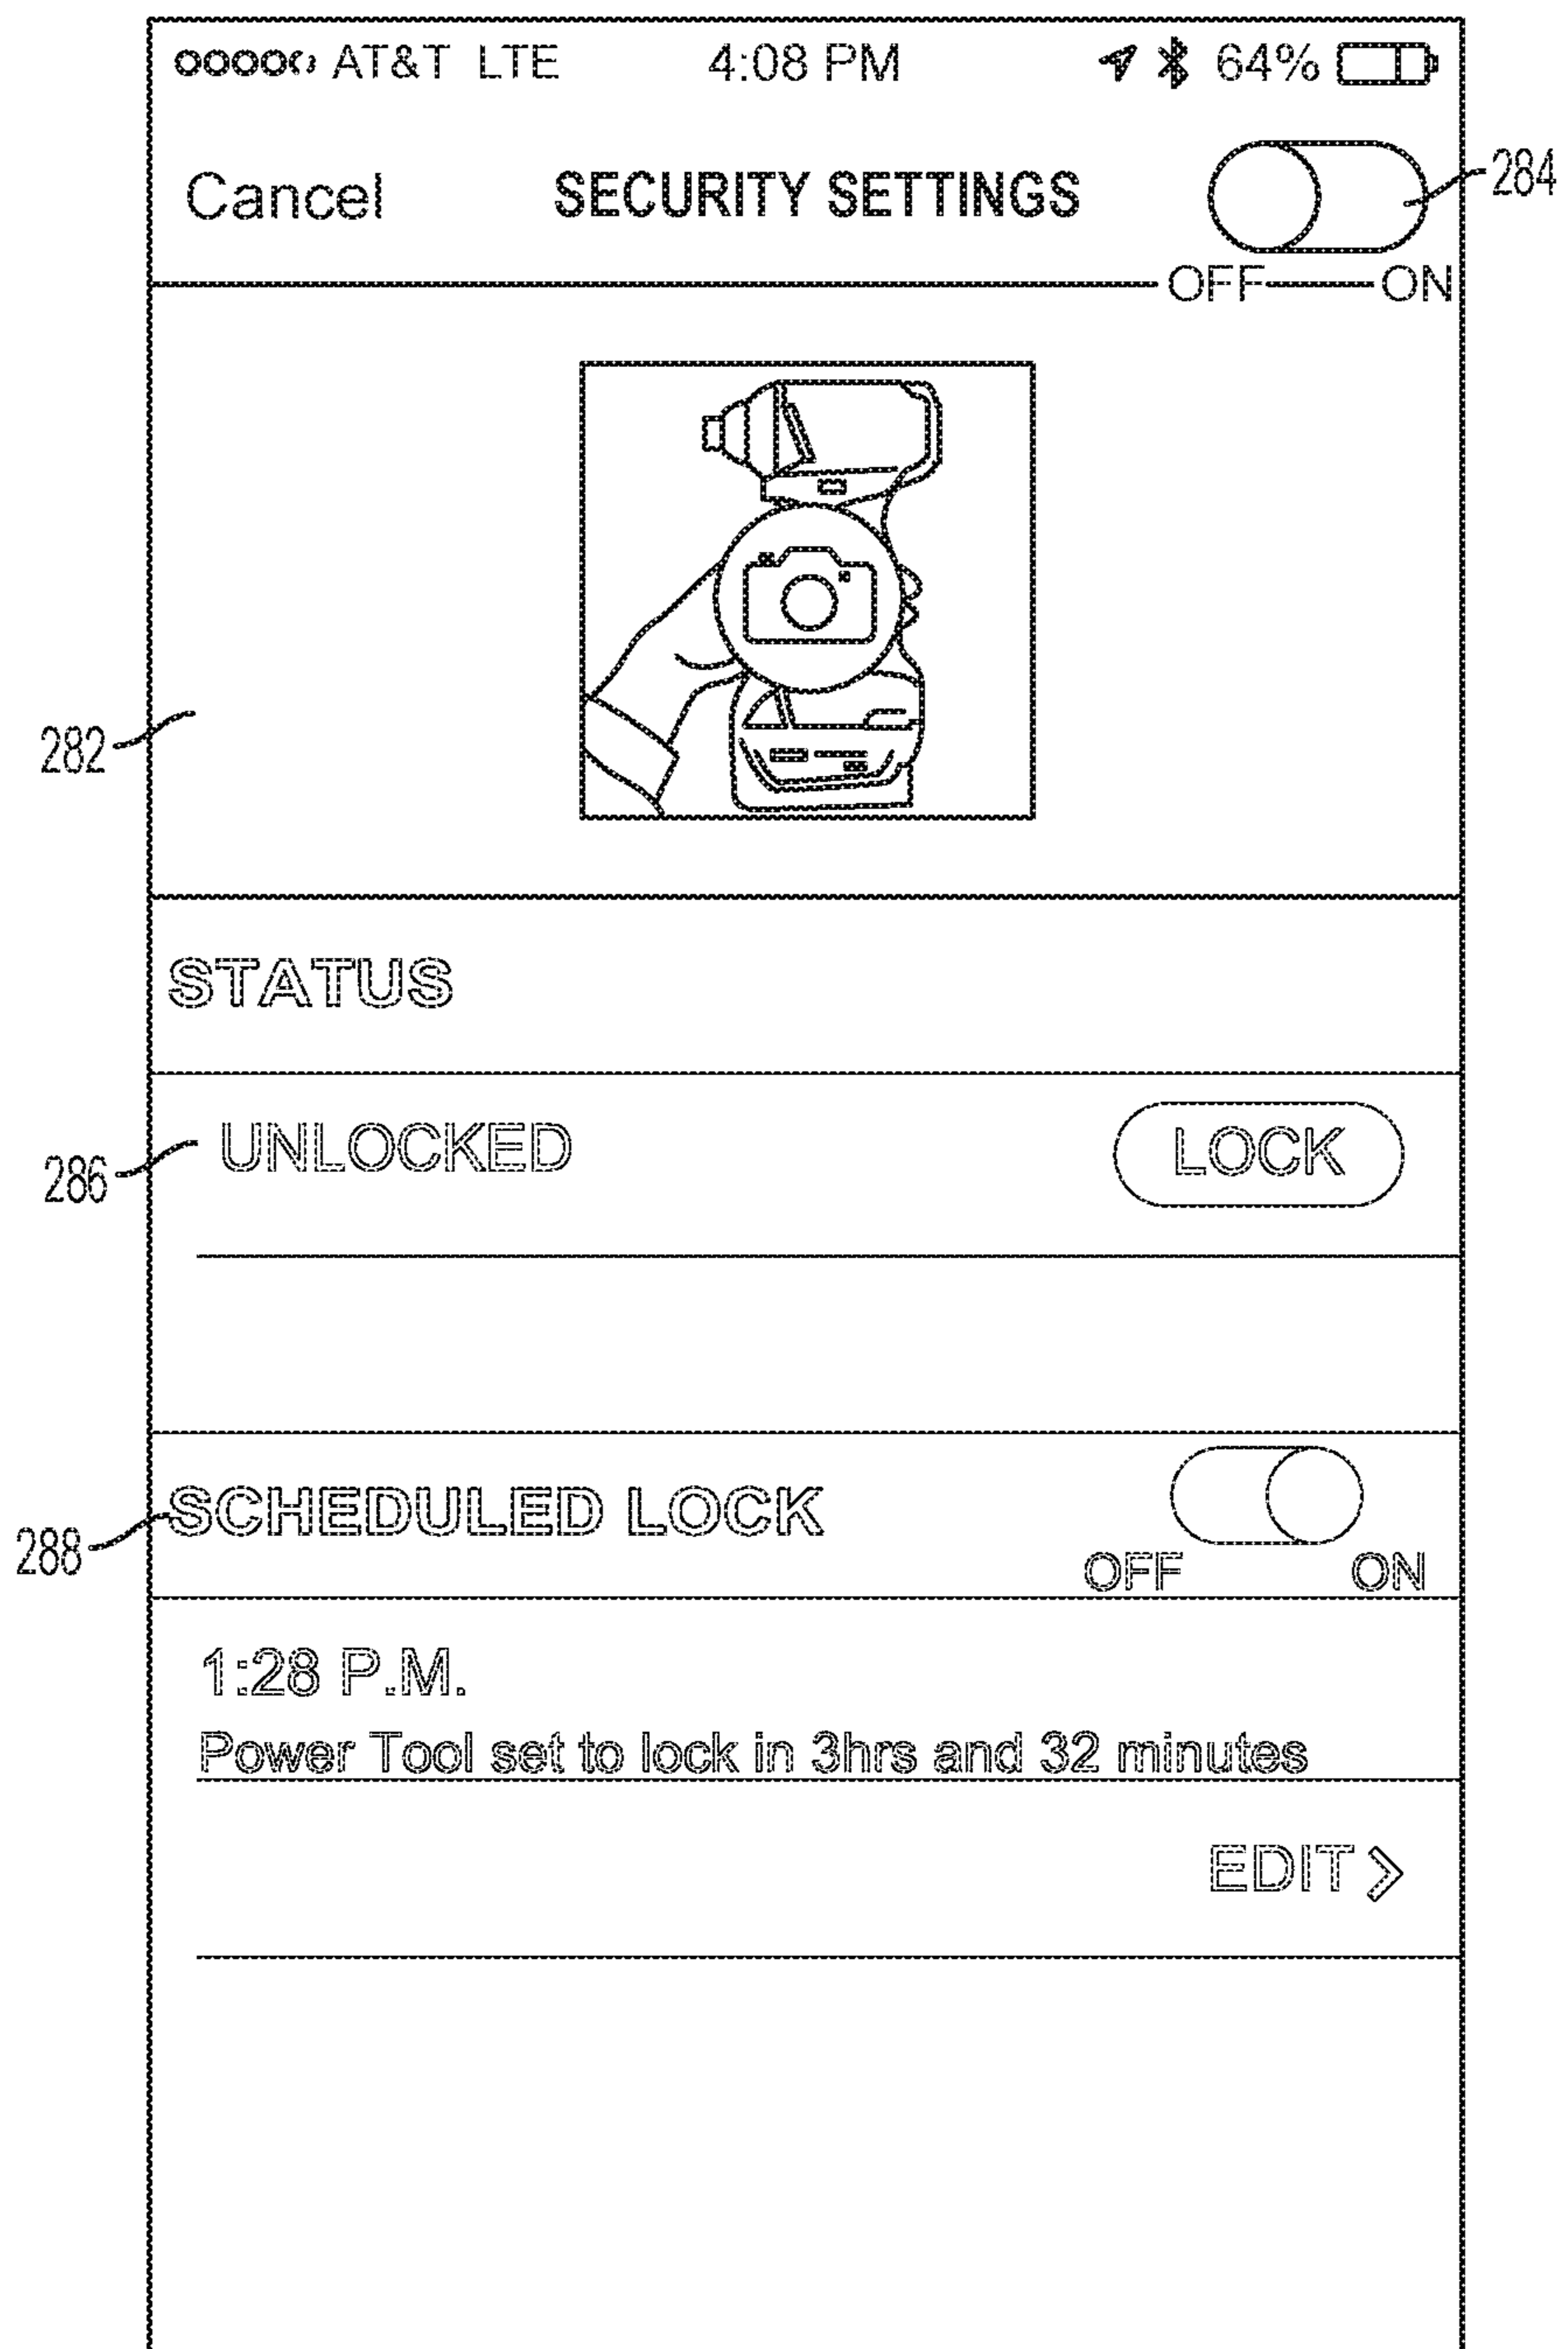 AT&T LTE 4:08 PM 64%
Cancel SECURITY SETTINGS
284
OFF ON
282
STATUS
286 UNLOCKED LOCK
288 SCHEDULED LOCK
OFF ON
1:28 P.M.
Power Tool set to lock in 3hrs and 32 minutes
EDIT >